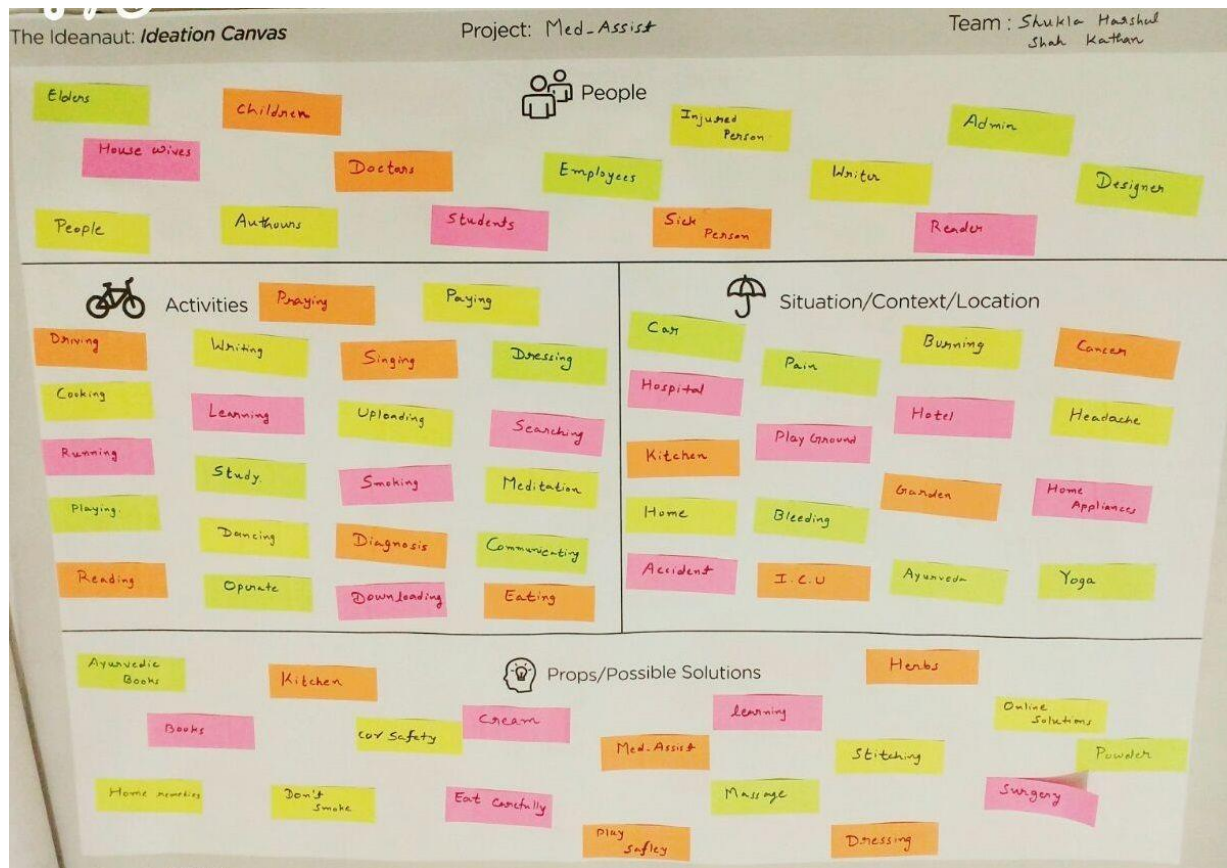 The Ideanaut: Ideation Canvas
Project: Med-Assist
Team: Shukla Harshul
Shah Kathan
People
Elders
Children
Injured
Person
Admin
House wives
Doctors
Employees
Writer
Designer
People
Authours
Students
Sick
Person
Reader
Activities
Praying
Paying
Driving
Writing
Singing
Dressing
Cooking
Learning
Uploading
Searching
Running
Study.
Smoking
Meditation
Playing.
Dancing
Diagnosis
Communicating
Reading
Operate
Downloading
Eating
Situation/Context/Location
Car
Pain
Burning
Cancer
Hospital
Play Ground
Hotel
Headache
Kitchen
Bleeding
Garden
Home
Appliances
Home
I.C.U
Ayurveda
Yoga
Accident
Props/Possible Solutions
Ayurvedic
Books
Kitchen
Herbs
Books
Car Safety
Cream
learning
Online
Solutions
Med-Assist
Stitching
Powder
Home remedies
Don't
Smoke
Eat carefully
Massage
Surgery
Play
Safley
Dressing